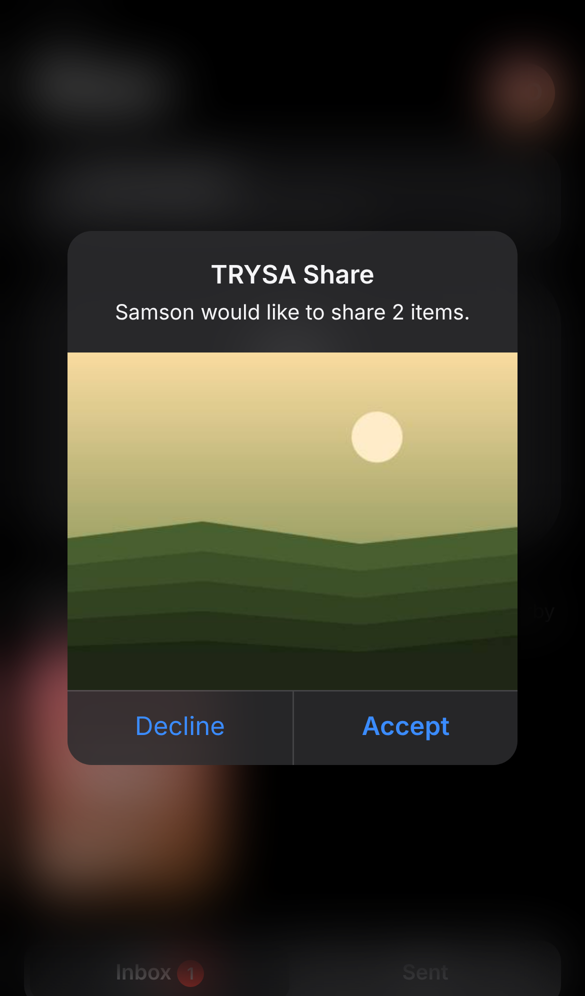 TRYSA Share
Samson would like to share 2 items.
Decline
Accept
Inbox 1
Sent